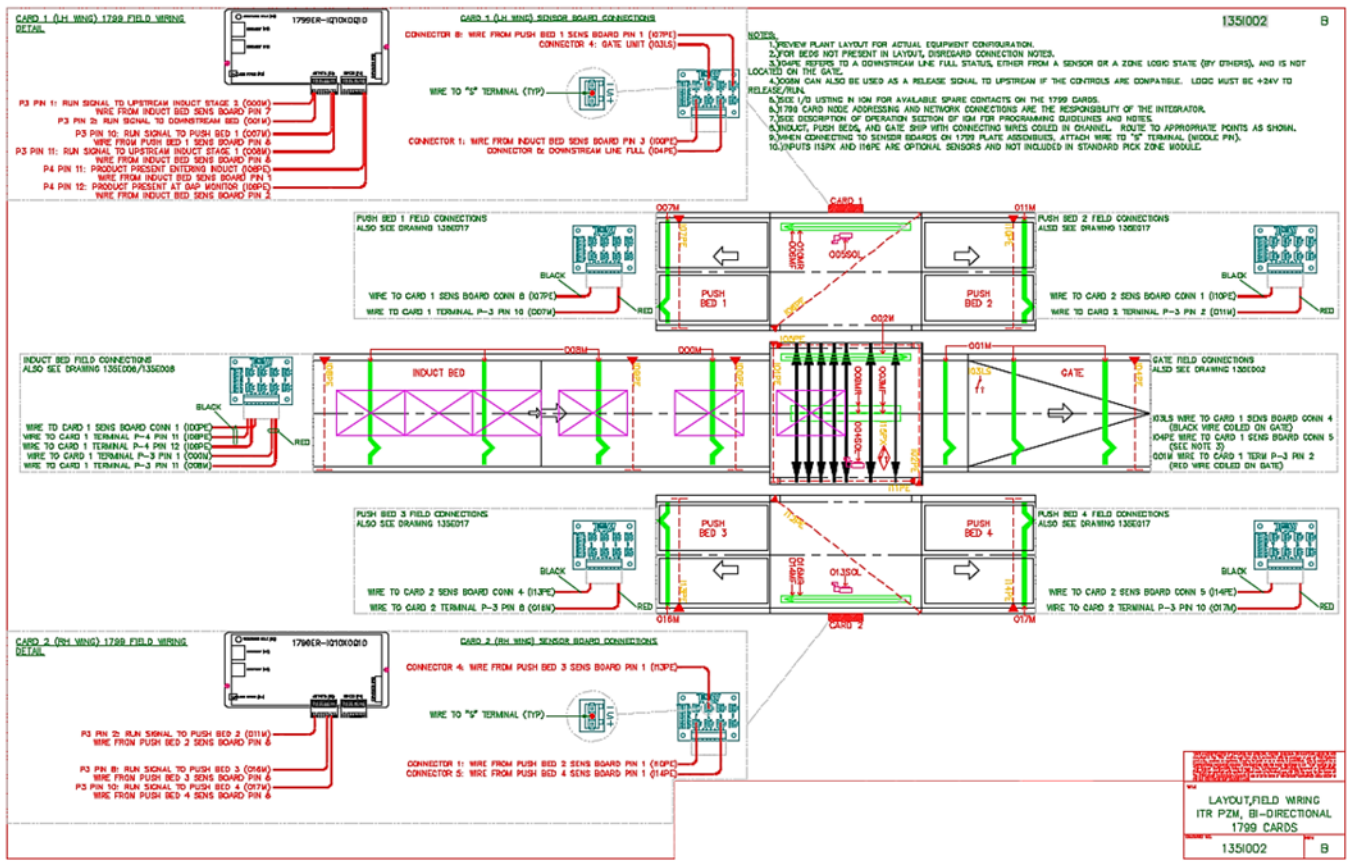 CARD 1 (LH WING) 1799 FIELD WIRING
DETAIL
1799ER-IQ10XOQ10
CARD 1 (LH WING) SENSOR BOARD CONNECTIONS
1351002 B
CONNECTOR 8: WIRE FROM PUSH BED 1 SENS BOARD PIN 1 (107PE)
CONNECTOR 4: GATE LIMIT (103LS)
WIRE TO "S" TERMINAL (TYP)
CONNECTOR 1: WIRE FROM INDUCT BED SENS BOARD PIN 3 (100PE)
CONNECTOR 5: DOWNSTREAM LINE FULL (104PE)
P3 PIN 1: RUN SIGNAL TO UPSTREAM INDUCT STAGE 2 (000M)
WIRE FROM INDUCT BED SENS BOARD PIN 7
P3 PIN 2: RUN SIGNAL TO DOWNSTREAM BED (001M)
P3 PIN 10: RUN SIGNAL TO PUSH BED 1 (007M)
WIRE FROM PUSH BED 1 SENS BOARD PIN 6
P3 PIN 11: RUN SIGNAL TO UPSTREAM INDUCT STAGE 1 (008M)
WIRE FROM INDUCT BED SENS BOARD PIN 6
P4 PIN 11: PRODUCT PRESENT ENTERING INDUCT (108PE)
WIRE FROM INDUCT BED SENS BOARD PIN 1
P4 PIN 12: PRODUCT PRESENT AT GAP MONITOR (106PE)
WIRE FROM INDUCT BED SENS BOARD PIN 2
NOTES:
1.)REVIEW PLANT LAYOUT FOR ACTUAL EQUIPMENT CONFIGURATION.
2.)FOR BEDS NOT PRESENT IN LAYOUT, DISREGARD CONNECTION NOTES.
3.)104PE REFERS TO A DOWNSTREAM LINE FULL STATUS, EITHER FROM A SENSOR OR A ZONE LOGIC STATE (BY OTHERS), AND IS NOT
LOCATED ON THE GATE.
4.)008M CAN ALSO BE USED AS A RELEASE SIGNAL TO UPSTREAM IF THE CONTROLS ARE COMPATIBLE. LOGIC MUST BE +24V TO
RELEASE/RUN.
5.)SEE I/O LISTING IN IOM FOR AVAILABLE SPARE CONTACTS ON THE 1799 CARDS.
6.)1799 CARD NODE ADDRESSING AND NETWORK CONNECTIONS ARE THE RESPONSIBILITY OF THE INTEGRATOR.
7.)SEE DESCRIPTION OF OPERATION SECTION OF IOM FOR PROGRAMMING GUIDELINES AND NOTES.
8.)INDUCT, PUSH BEDS, AND GATE SHIP WITH CONNECTING WIRES COILED IN CHANNEL. ROUTE TO APPROPRIATE POINTS AS SHOWN.
9.)WHEN CONNECTING TO SENSOR BOARDS ON 1799 PLATE ASSEMBLIES, ATTACH WIRE TO "S" TERMINAL (MIDDLE PIN).
10.)INPUTS 115PX AND 116PE ARE OPTIONAL SENSORS AND NOT INCLUDED IN STANDARD PICK ZONE MODULE.
PUSH BED 1 FIELD CONNECTIONS
ALSO SEE DRAWING 135E017
BLACK
WIRE TO CARD 1 SENS BOARD CONN 8 (107PE)
WIRE TO CARD 1 TERMINAL P-3 PIN 10 (007M)
RED
007M
CARD 1
011M
005SOL
PUSH
BED 1
PUSH
BED 2
PUSH BED 2 FIELD CONNECTIONS
ALSO SEE DRAWING 135E017
BLACK
WIRE TO CARD 2 SENS BOARD CONN 1 (110PE)
WIRE TO CARD 2 TERMINAL P-3 PIN 2 (011M)
RED
INDUCT BED FIELD CONNECTIONS
ALSO SEE DRAWING 135E006/135E008
BLACK
WIRE TO CARD 1 SENS BOARD CONN 1 (100PE)
WIRE TO CARD 1 TERMINAL P-4 PIN 11 (108PE)
WIRE TO CARD 1 TERMINAL P-4 PIN 12 (106PE)
WIRE TO CARD 1 TERMINAL P-3 PIN 1 (000M)
WIRE TO CARD 1 TERMINAL P-3 PIN 11 (008M)
RED
008M
000M
002M
001M
INDUCT BED
103LS
GATE
004SOL
GATE FIELD CONNECTIONS
ALSO SEE DRAWING 135E002
103LS WIRE TO CARD 1 SENS BOARD CONN 4
(BLACK WIRE COILED ON GATE)
104PE WIRE TO CARD 1 SENS BOARD CONN 5
(SEE NOTE 3)
001M WIRE TO CARD 1 TERM P-3 PIN 2
(RED WIRE COILED ON GATE)
PUSH BED 3 FIELD CONNECTIONS
ALSO SEE DRAWING 135E017
BLACK
WIRE TO CARD 2 SENS BOARD CONN 4 (113PE)
WIRE TO CARD 2 TERMINAL P-3 PIN 8 (016M)
RED
PUSH
BED 3
PUSH
BED 4
013SOL
016M
CARD 2
017M
PUSH BED 4 FIELD CONNECTIONS
ALSO SEE DRAWING 135E017
BLACK
WIRE TO CARD 2 SENS BOARD CONN 5 (114PE)
WIRE TO CARD 2 TERMINAL P-3 PIN 10 (017M)
RED
CARD 2 (RH WING) 1799 FIELD WIRING
DETAIL
1799ER-IQ10XOQ10
CARD 2 (RH WING) SENSOR BOARD CONNECTIONS
CONNECTOR 4: WIRE FROM PUSH BED 3 SENS BOARD PIN 1 (113PE)
WIRE TO "S" TERMINAL (TYP)
CONNECTOR 1: WIRE FROM PUSH BED 2 SENS BOARD PIN 1 (110PE)
CONNECTOR 5: WIRE FROM PUSH BED 4 SENS BOARD PIN 1 (114PE)
P3 PIN 2: RUN SIGNAL TO PUSH BED 2 (011M)
WIRE FROM PUSH BED 2 SENS BOARD PIN 6
P3 PIN 8: RUN SIGNAL TO PUSH BED 3 (016M)
WIRE FROM PUSH BED 3 SENS BOARD PIN 6
P3 PIN 10: RUN SIGNAL TO PUSH BED 4 (017M)
WIRE FROM PUSH BED 4 SENS BOARD PIN 6
LAYOUT,FIELD WIRING
ITR PZM, BI-DIRECTIONAL
1799 CARDS
1351002 B